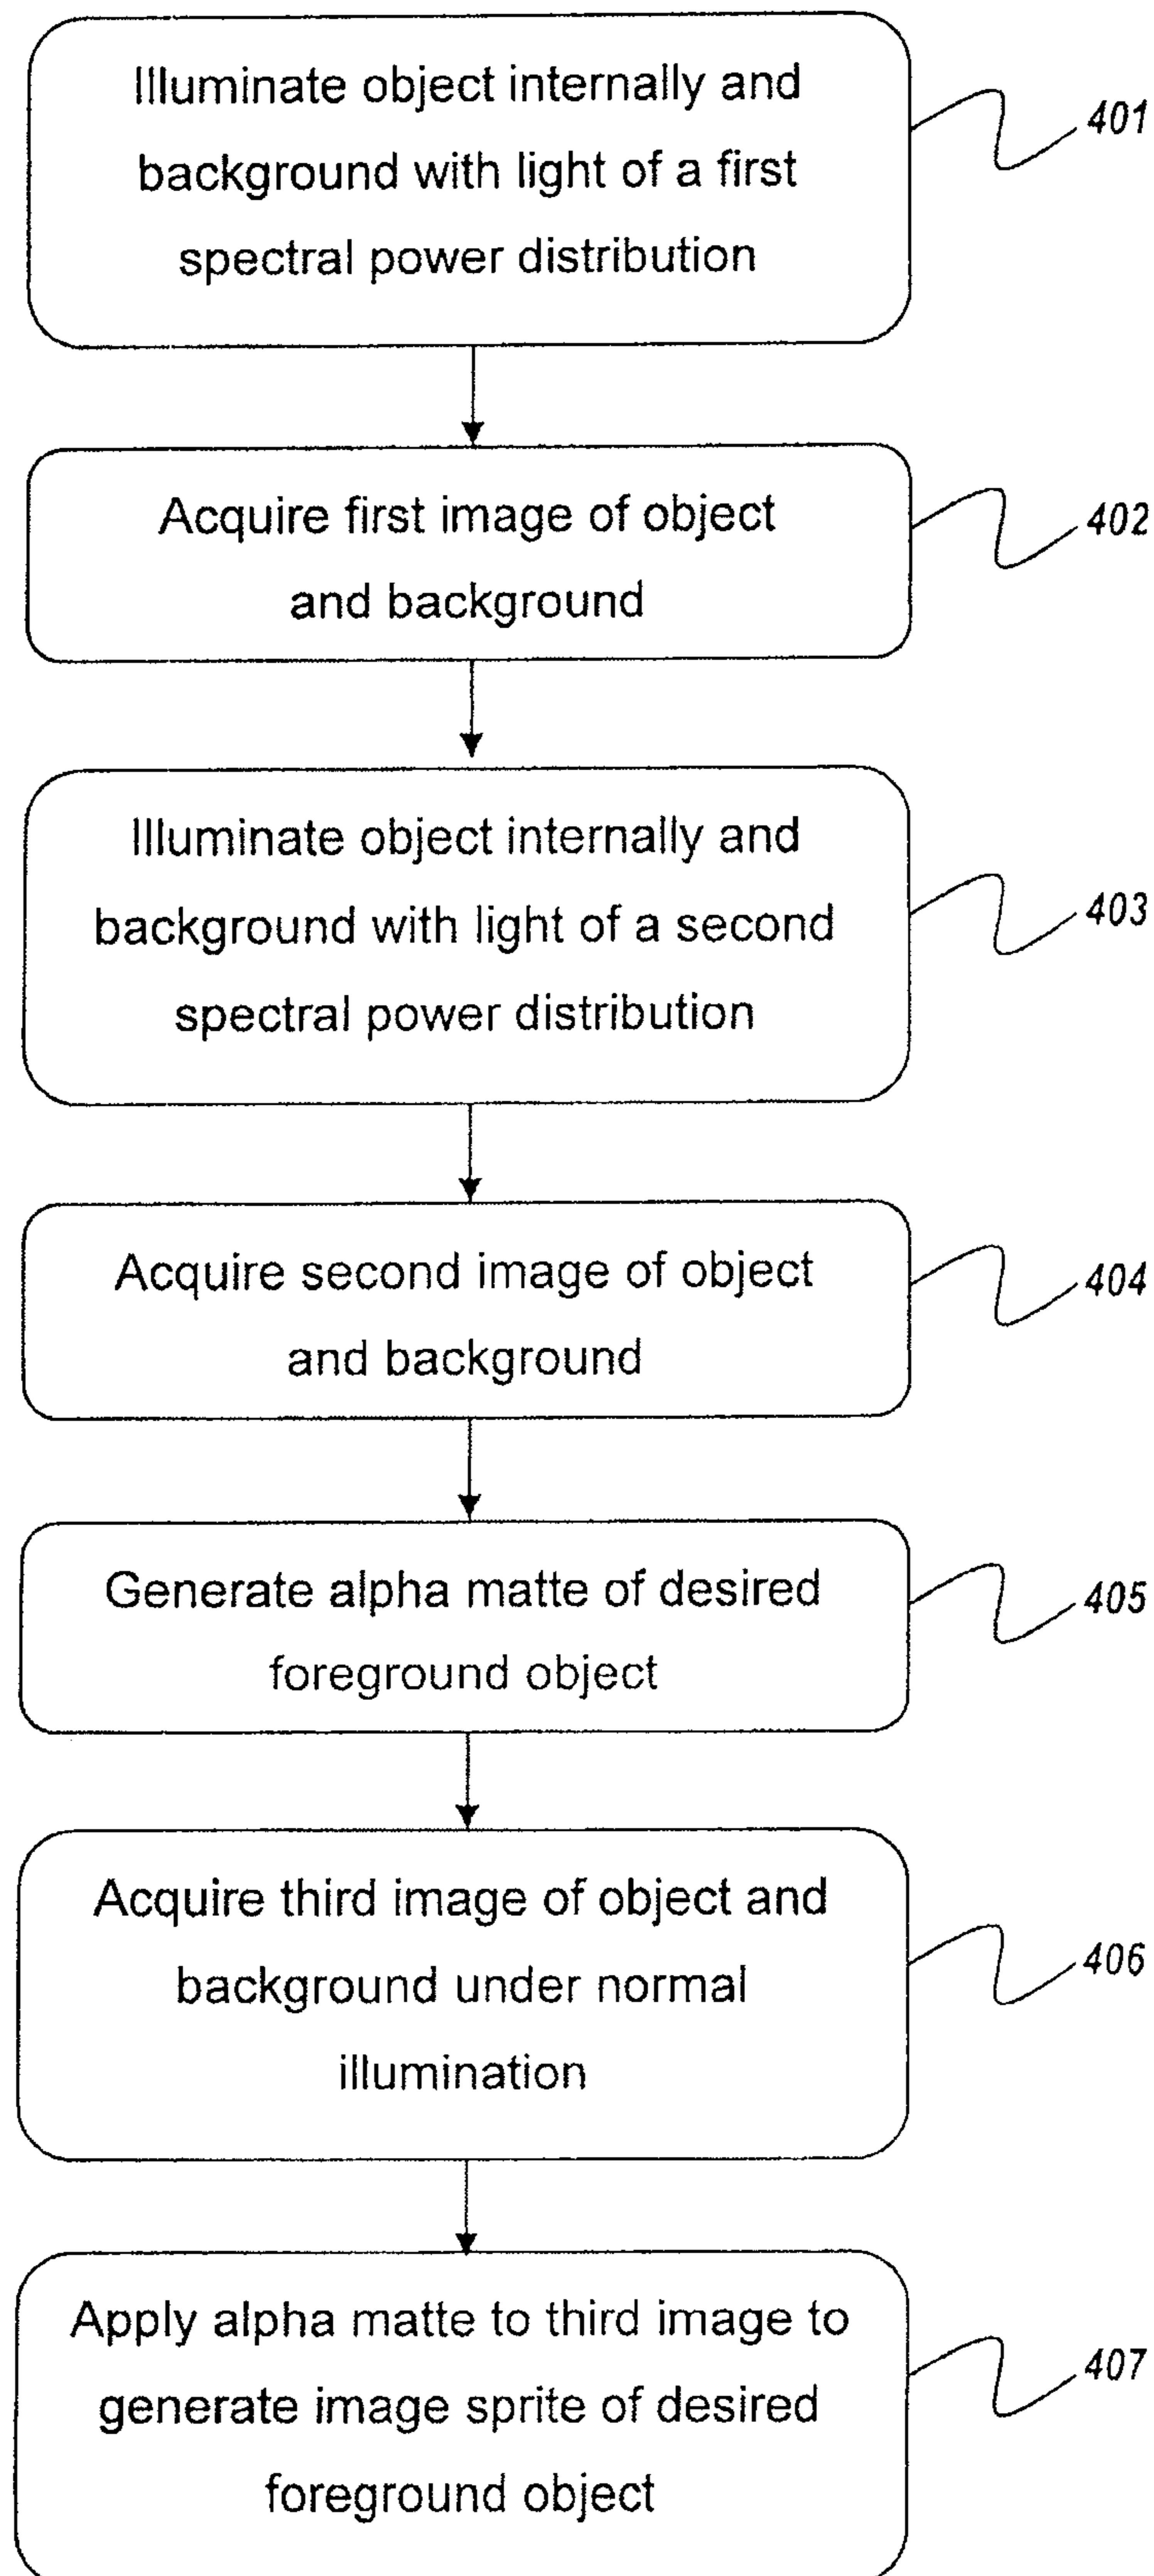 Illuminate object internally and
background with light of a first
spectral power distribution
401
Acquire first image of object
and background
402
Illuminate object internally and
background with light of a second
spectral power distribution
403
Acquire second image of object
and background
404
Generate alpha matte of desired
foreground object
405
Acquire third image of object and
background under normal
illumination
406
Apply alpha matte to third image to
generate image sprite of desired
foreground object
407